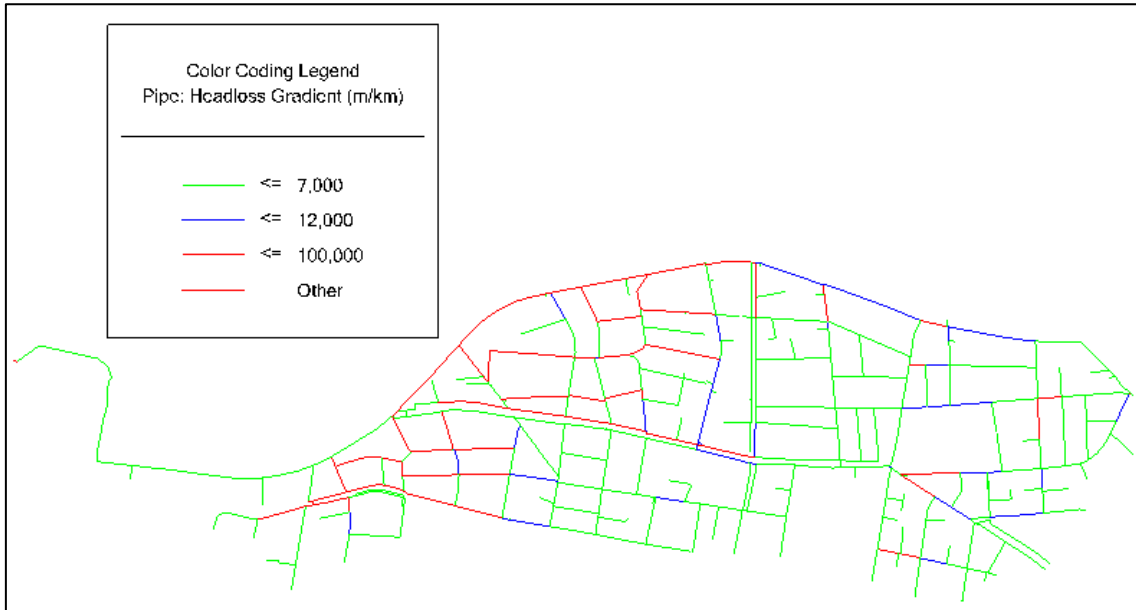 Color Coding Legend
Pipe: Headloss Gradient (m/km)
<= 7,000
<= 12,000
<= 100,000
Other